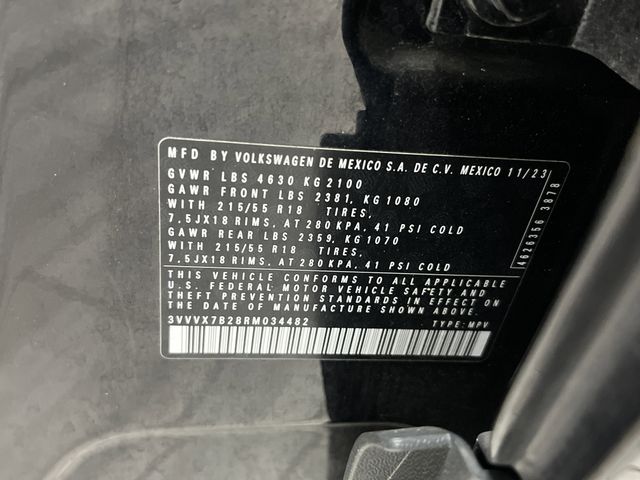 MFD BY VOLKSWAGEN DE MEXICO S.A. DE C.V. MEXICO 11/23
GVWR LBS 4630 KG 2100
GAWR FRONT LBS 2381, KG 1080
WITH 215/55 R18 TIRES,
7.5JX18 RIMS, AT 280 KPA, 41 PSI COLD
GAWR REAR LBS 2359, KG 1070
WITH 215/55 R18 TIRES,
7.5JX18 RIMS, AT 280 KPA, 41 PSI COLD
THIS VEHICLE CONFORMS TO ALL APPLICABLE
U.S. FEDERAL MOTOR VEHICLE SAFETY AND
THEFT PREVENTION STANDARDS IN EFFECT ON
THE DATE OF MANUFACTURE SHOWN ABOVE.
3VVVX7B28RM034482 TYPE: MPV
4626356 3878